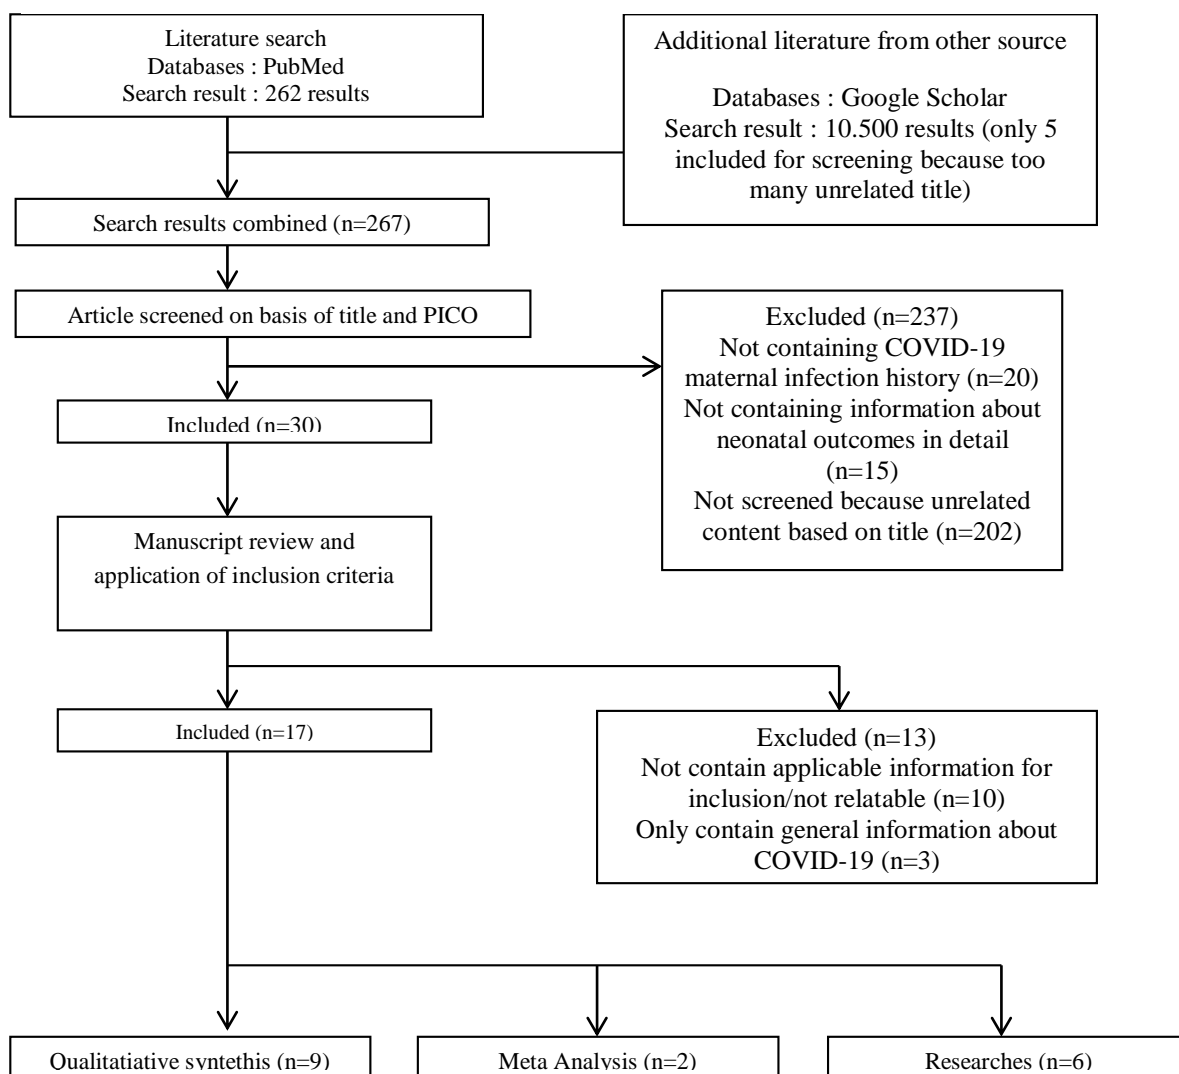 Literature search
Databases : PubMed
Search result : 262 results
Additional literature from other source
Databases : Google Scholar
Search result : 10.500 results (only 5
included for screening because too
many unrelated title)
Search results combined (n=267)
Article screened on basis of title and PICO
Excluded (n=237)
Not containing COVID-19
maternal infection history (n=20)
Not containing information about
neonatal outcomes in detail
(n=15)
Not screened because unrelated
content based on title (n=202)
Included (n=30)
Manuscript review and
application of inclusion criteria
Included (n=17)
Excluded (n=13)
Not contain applicable information for
inclusion/not relatable (n=10)
Only contain general information about
COVID-19 (n=3)
Qualitatiative syntethis (n=9)
Meta Analysis (n=2)
Researches (n=6)